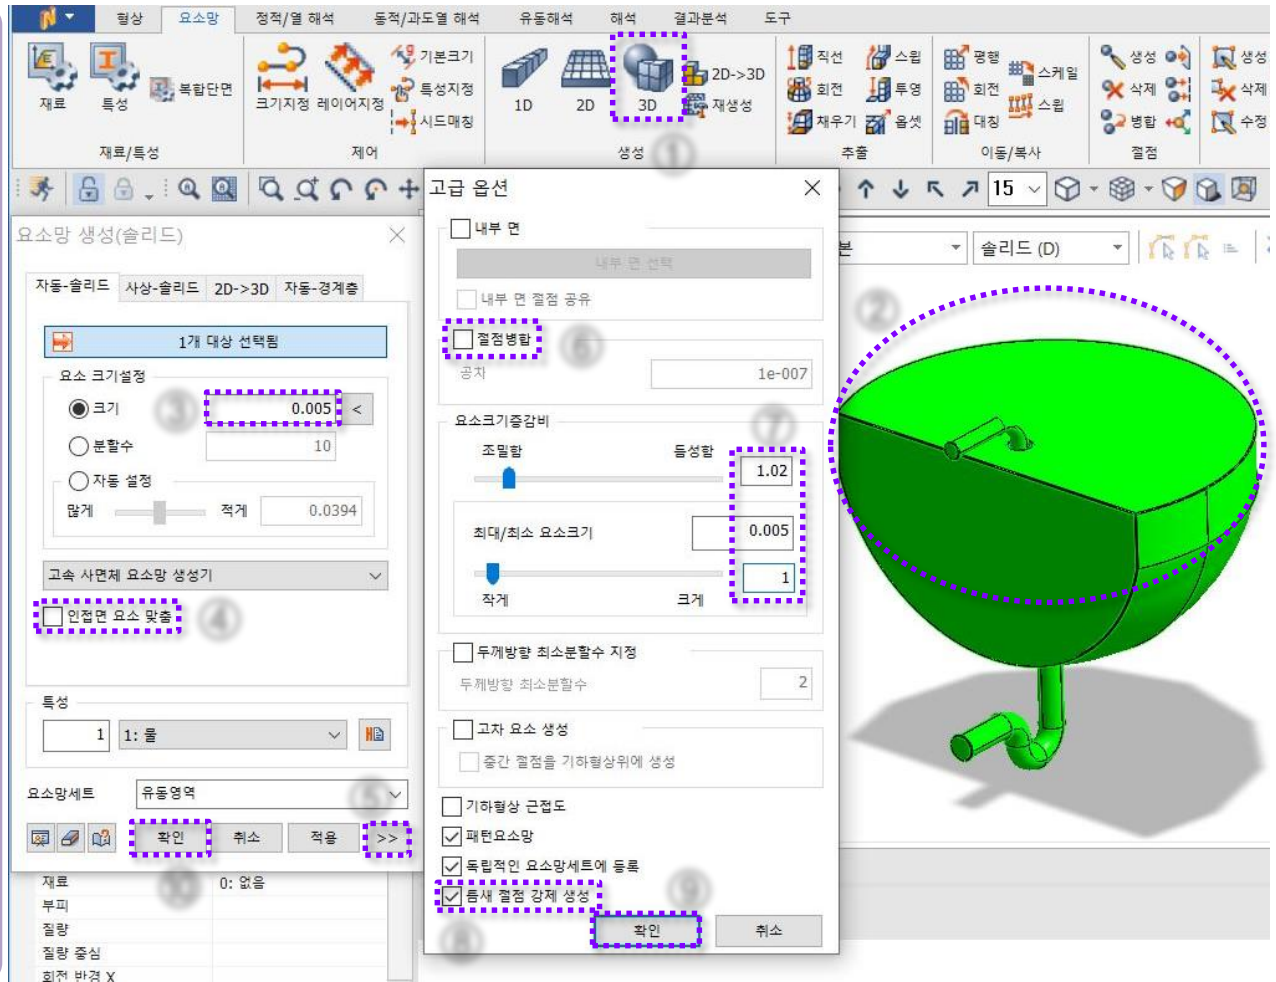 형상 요소망 정적/열 해석 동적/과도열 해석 유동해석 해석 결과분석 도구
재료 특성 복합단면
크기지정 레이어지정 기본크기 특성지정 시드매칭
1D 2D 3D 2D->3D 재생성
직선 스윕
회전 투영
채우기 옵셋
평행 스케일
회전 스윕
대칭
생성 삭제 병합
생성 삭제 수정
재료/특성 제어 생성 ① 추출 이동/복사 절점
15
본 솔리드 (D)
요소망 생성(솔리드)
자동-솔리드 사상-솔리드 2D->3D 자동-경계층
1개 대상 선택됨
요소 크기설정
크기 ③ 0.005 <
분할수 10
자동 설정
많게 적게 0.0394
고속 사면체 요소망 생성기
인접면 요소 맞춤 ④
특성
1 1: 물
요소망세트 유동영역 ⑤
확인 취소 적용 >>
⑩
재료 0: 없음
부피
질량
질량 중심
회전 반경 X
고급 옵션
내부 면
내부 면 선택
내부 면 절점 공유
절점병합 ⑥
공차 1e-007
요소크기증감비 ⑦
조밀함 듬성함
1.02
최대/최소 요소크기 0.005
1
작게 크게
두께방향 최소분할수 지정
두께방향 최소분할수 2
고차 요소 생성
중간 절점을 기하형상위에 생성
기하형상 근접도
패턴요소망
독립적인 요소망세트에 등록
틈새 절점 강제 생성 ⑨
⑧
확인 취소
②